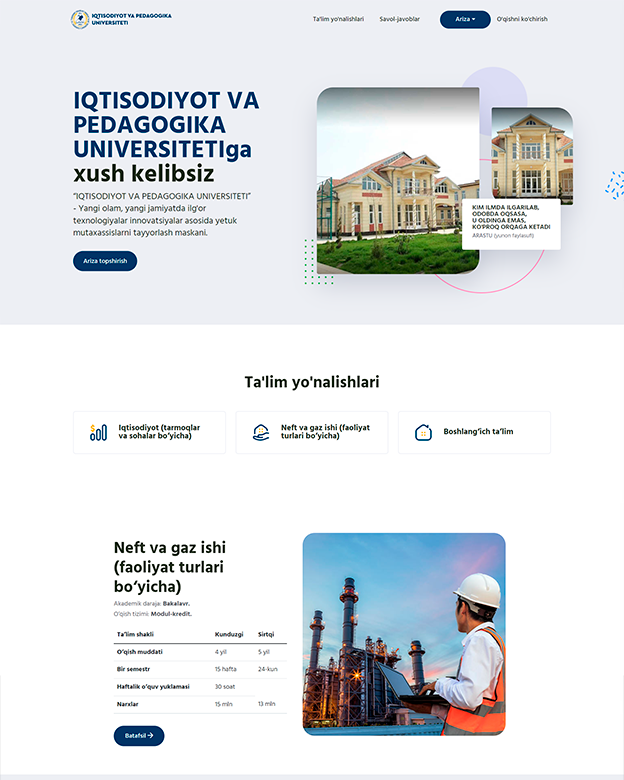 IQTISODIYOT VA PEDAGOGIKA
UNIVERSITETI
Ta'lim yo'nalishlari
Savol-javoblar
Ariza
O'qishni ko'chirish
IQTISODIYOT VA
PEDAGOGIKA
UNIVERSITETIga
xush kelibsiz
"IQTISODIYOT VA PEDAGOGIKA UNIVERSITETI"
- Yangi olam, yangi jamiyatda ilg'or
texnologiyalar innovatsiyalar asosida yetuk
mutaxassislarni tayyorlash maskani.
Ariza topshirish
KIM ILMDA ILGARILAB,
ODOBDA OQSASA,
U OLDINGA EMAS,
KO'PROQ ORQAGA KETADI
ARASTU (yunon faylasufi)
Ta'lim yo'nalishlari
Iqtisodiyot (tarmoqlar
va sohalar bo'yicha)
Neft va gaz ishi (faoliyat
turlari bo'yicha)
Boshlang'ich ta'lim
Neft va gaz ishi
(faoliyat turlari
bo'yicha)
Akademik daraja: Bakalavr.
O'qish tizimi: Modul-kredit.
Ta'lim shakli Kunduzgi Sirtqi
O'qish muddati 4 yil 5 yil
Bir semestr 15 hafta 24-kun
Haftalik o'quv yuklamasi 30 soat
Narxlar 15 mln 13 mln
Batafsil →